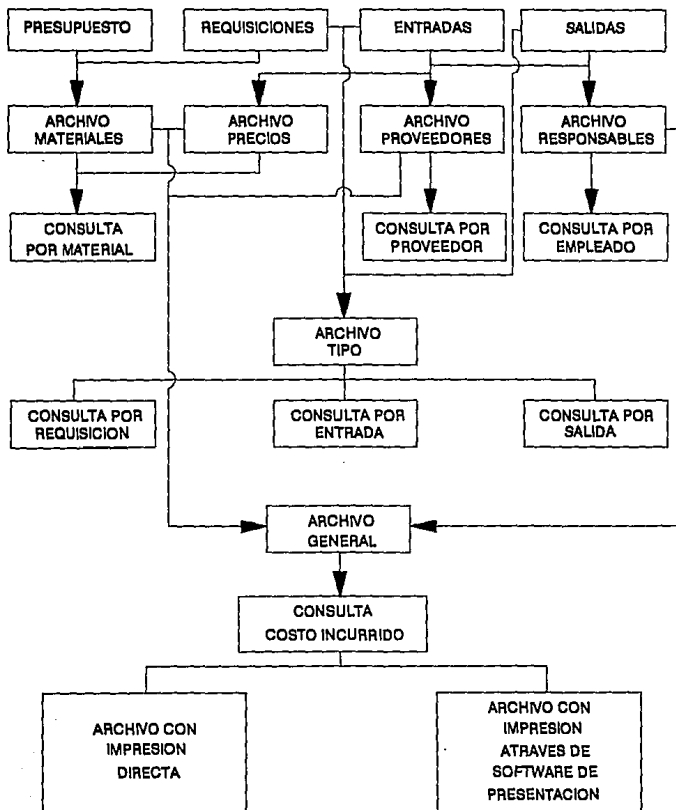 PRESUPUESTO
REQUISICIONES
ENTRADAS
SALIDAS
ARCHIVO
MATERIALES
ARCHIVO
PRECIOS
ARCHIVO
PROVEEDORES
ARCHIVO
RESPONSABLES
CONSULTA
POR MATERIAL
CONSULTA POR
PROVEEDOR
CONSULTA POR
EMPLEADO
ARCHIVO
TIPO
CONSULTA POR
REQUISICION
CONSULTA POR
ENTRADA
CONSULTA POR
SALIDA
ARCHIVO
GENERAL
CONSULTA
COSTO INCURRIDO
ARCHIVO CON
IMPRESION
DIRECTA
ARCHIVO CON
IMPRESION
ATRAVES DE
SOFTWARE DE
PRESENTACION